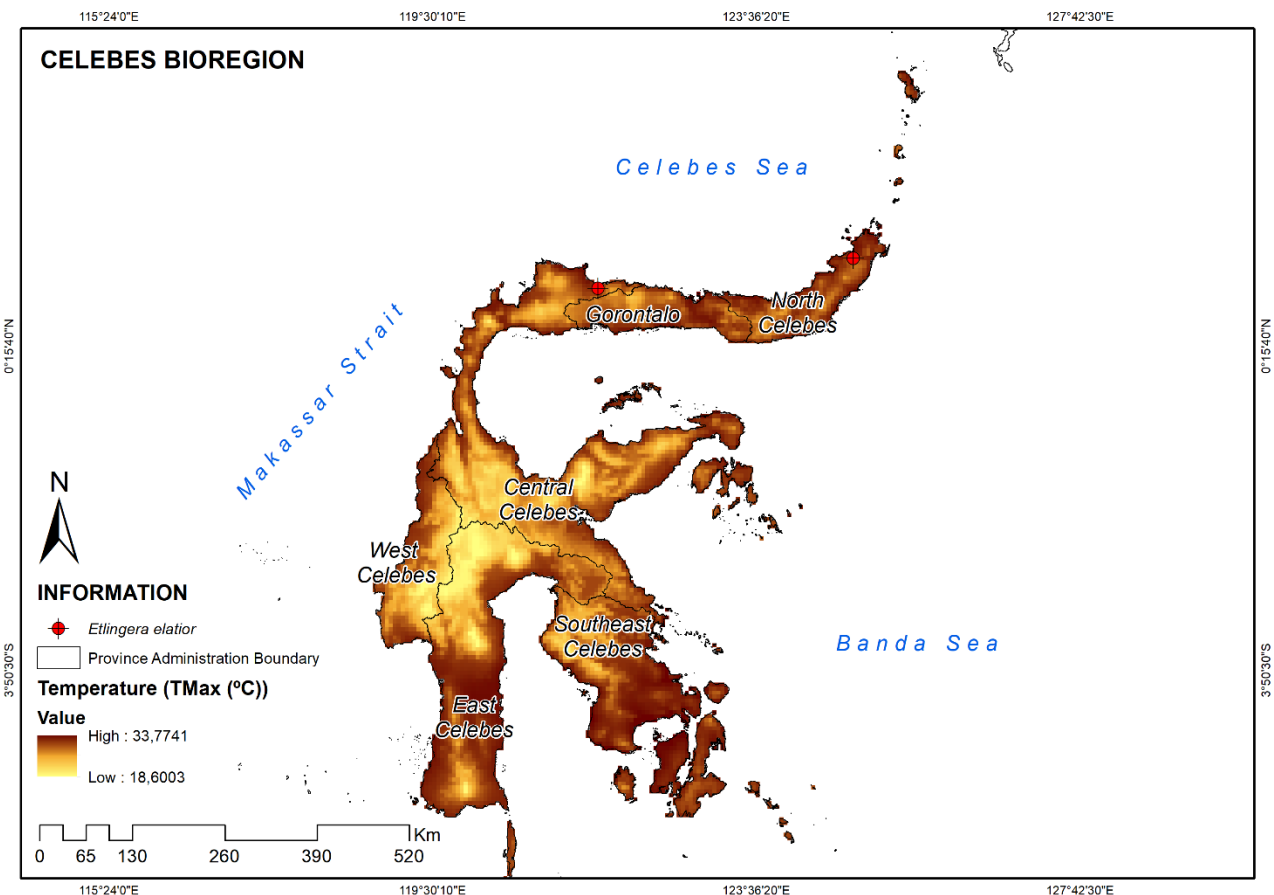 115°24'0"E 119°30'10"E 123°36'20"E 127°42'30"E
CELEBES BIOREGION
Celebes Sea
North
Celebes
Gorontalo
Makassar Strait
0°15'40"N
0°15'40"N
N
Central
Celebes
West
Celebes
INFORMATION
Etlingera elatior
Province Administration Boundary
Southeast
Celebes
Banda Sea
3°50'30"S
3°50'30"S
Temperature (TMax (ºC))
Value
High : 33,7741
Low : 18,6003
East
Celebes
Km
0 65 130 260 390 520
115°24'0"E 119°30'10"E 123°36'20"E 127°42'30"E